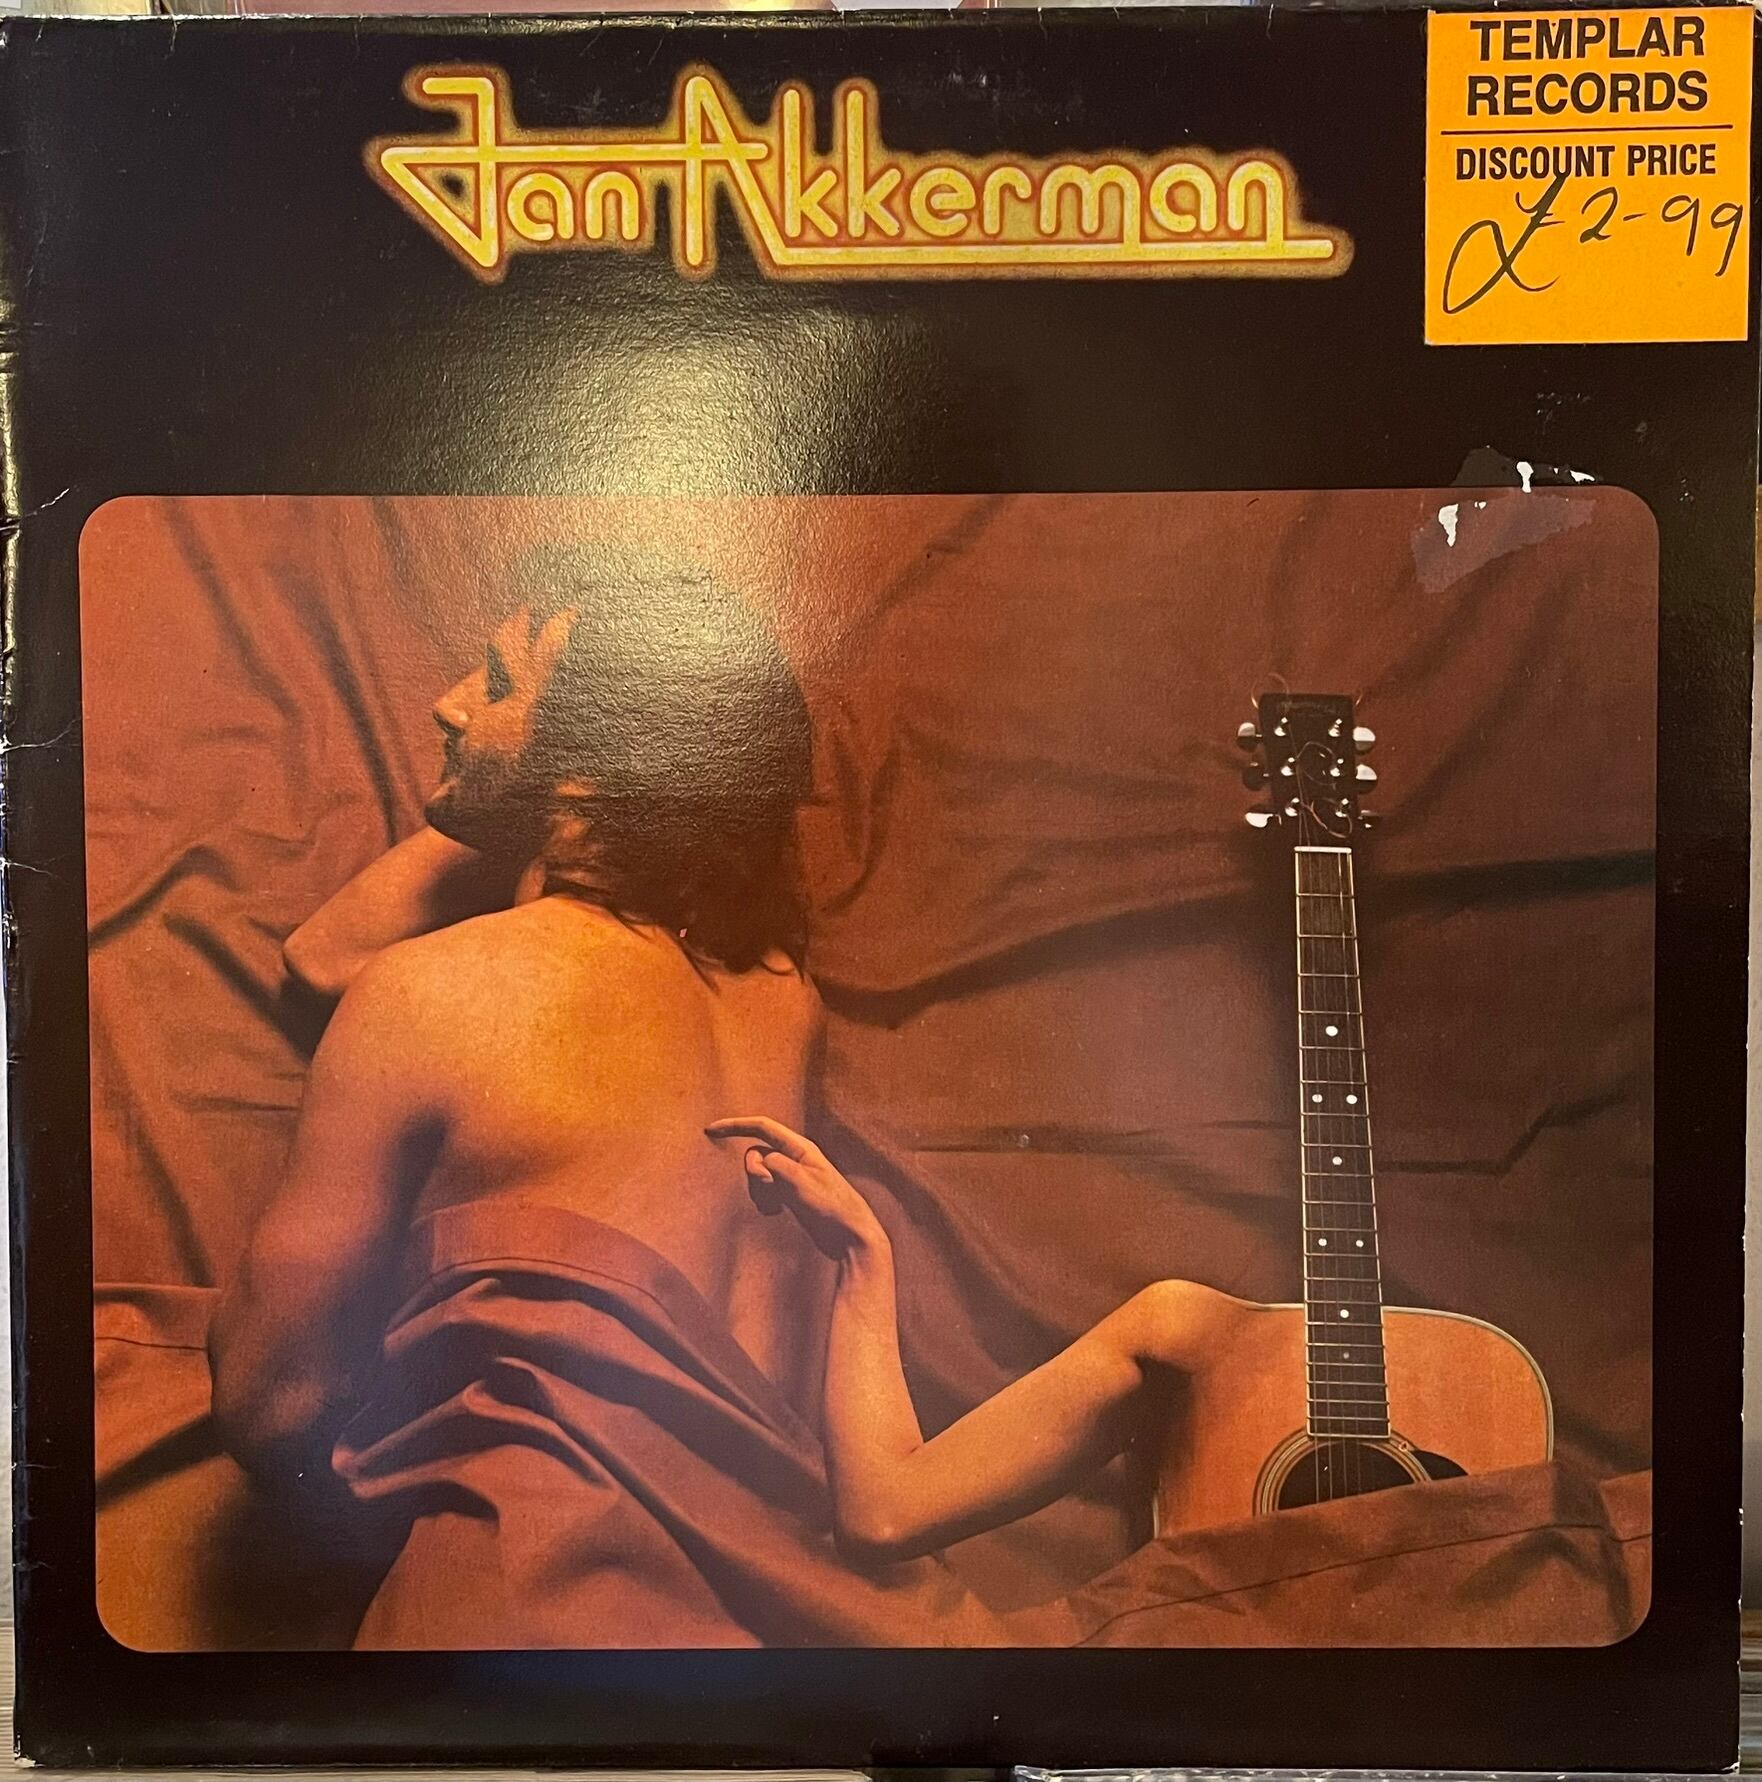 Jan Akkerman
TEMPLAR
RECORDS
DISCOUNT PRICE
£2-99